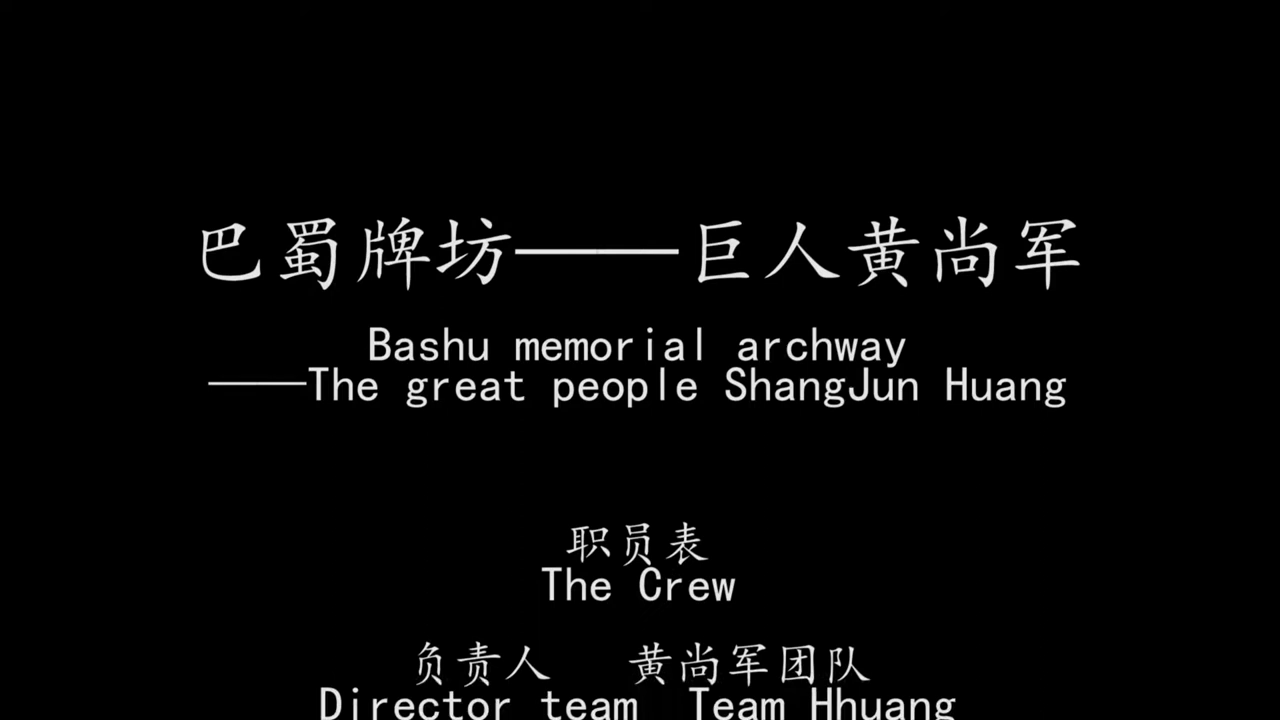 巴蜀牌坊——巨人黄尚军
Bashu memorial archway
——The great people ShangJun Huang
职员表
The Crew
负责人 黄尚军团队
Director team Team Hhuang